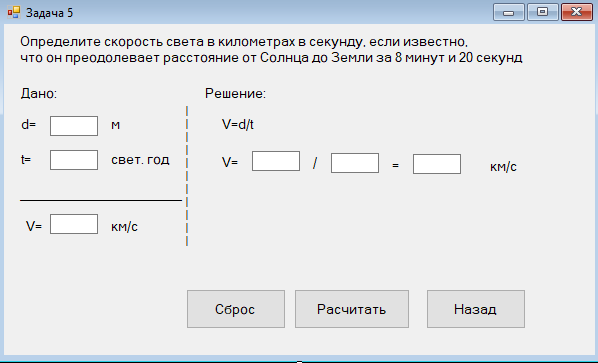 Задача 5
Определите скорость света в километрах в секунду, если известно,
что он преодолевает расстояние от Солнца до Земли за 8 минут и 20 секунд
Дано:
Решение:
d= м
V=d/t
t= свет. год
V= / = км/с
V= км/с
Сброс Расчитать Назад